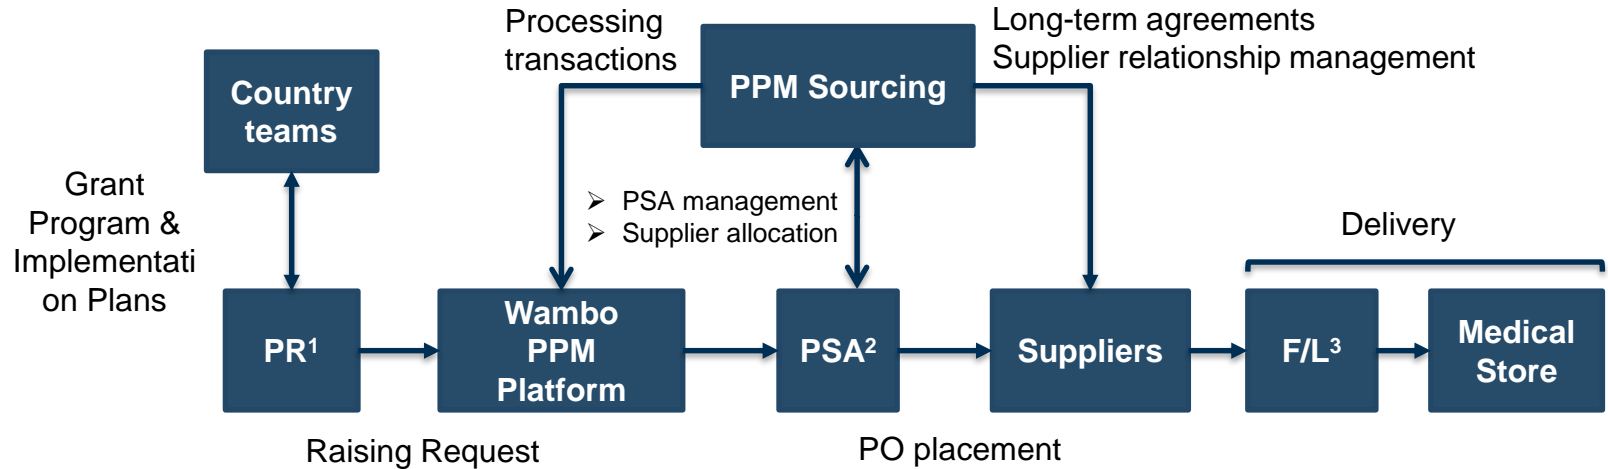 Processing
transactions
Long-term agreements
Supplier relationship management
PPM Sourcing
Country
teams
Grant
Program &
Implementati
on Plans
➢ PSA management
➢ Supplier allocation
Delivery
PR¹
Wambo
PPM
Platform
PSA²
Suppliers
F/L³
Medical
Store
Raising Request
PO placement